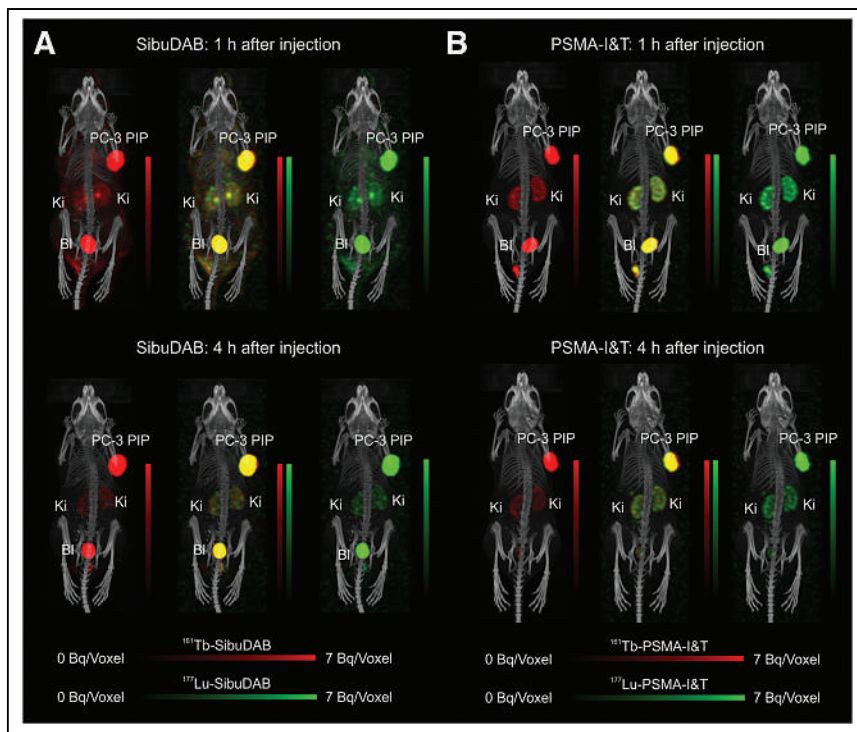 A
SibuDAB: 1 h after injection
PC-3 PIP
PC-3 PIP
PC-3 PIP
Ki
Ki
Ki
Ki
Ki
Ki
Bl
Bl
Bl
SibuDAB: 4 h after injection
PC-3 PIP
PC-3 PIP
PC-3 PIP
Ki
Ki
Ki
Ki
Ki
Ki
Bl
Bl
Bl
¹⁶¹Tb-SibuDAB
0 Bq/Voxel 7 Bq/Voxel
¹⁷⁷Lu-SibuDAB
0 Bq/Voxel 7 Bq/Voxel
B
PSMA-I&T: 1 h after injection
PC-3 PIP
PC-3 PIP
PC-3 PIP
Ki
Ki
Ki
Ki
Ki
Ki
Bl
Bl
Bl
PSMA-I&T: 4 h after injection
PC-3 PIP
PC-3 PIP
PC-3 PIP
Ki
Ki
Ki
Ki
Ki
Ki
¹⁶¹Tb-PSMA-I&T
0 Bq/Voxel 7 Bq/Voxel
¹⁷⁷Lu-PSMA-I&T
0 Bq/Voxel 7 Bq/Voxel